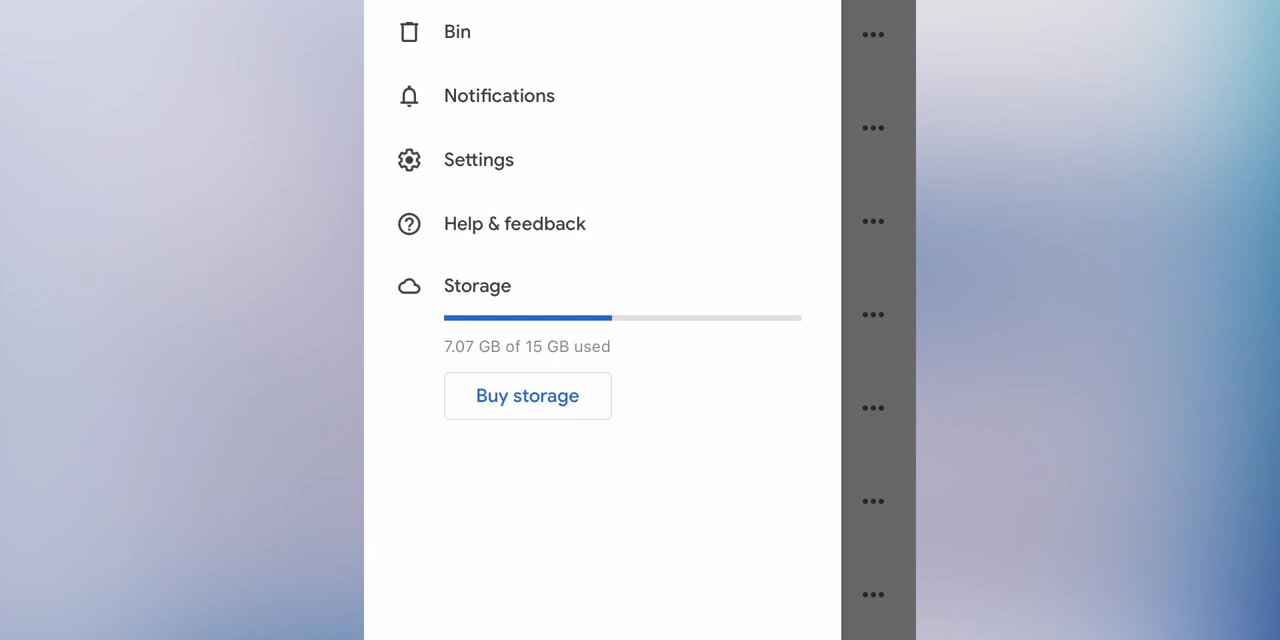 Bin
Notifications
Settings
Help & feedback
Storage
7.07 GB of 15 GB used
Buy storage